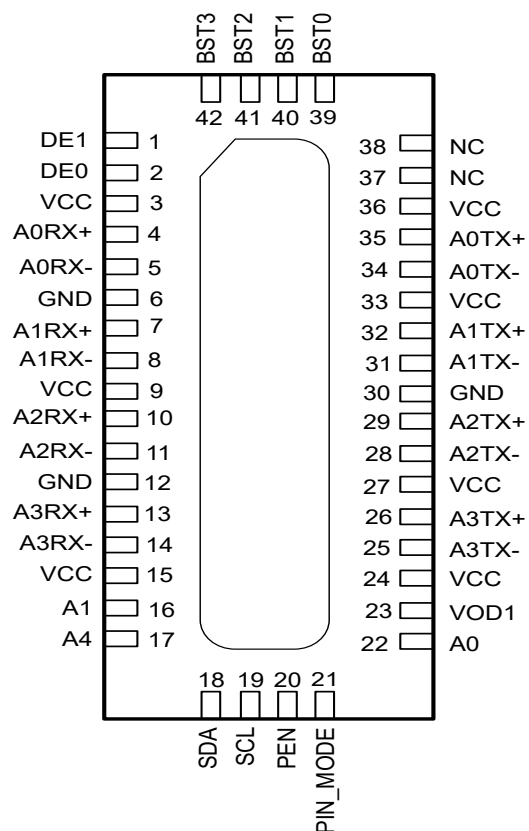 BST3 BST2 BST1 BST0
42 41 40 39
DE1 1 38 NC
DE0 2 37 NC
VCC 3 36 VCC
A0RX+ 4 35 A0TX+
A0RX- 5 34 A0TX-
GND 6 33 VCC
A1RX+ 7 32 A1TX+
A1RX- 8 31 A1TX-
VCC 9 30 GND
A2RX+ 10 29 A2TX+
A2RX- 11 28 A2TX-
GND 12 27 VCC
A3RX+ 13 26 A3TX+
A3RX- 14 25 A3TX-
VCC 15 24 VCC
A1 16 23 VOD1
A4 17 22 A0
18 19 20 21
SDA SCL PEN PIN_MODE